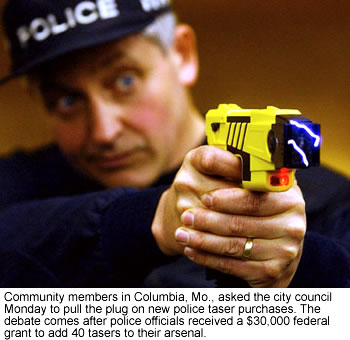 POLICE
Community members in Columbia, Mo., asked the city council
Monday to pull the plug on new police taser purchases. The
debate comes after police officials received a $30,000 federal
grant to add 40 tasers to their arsenal.